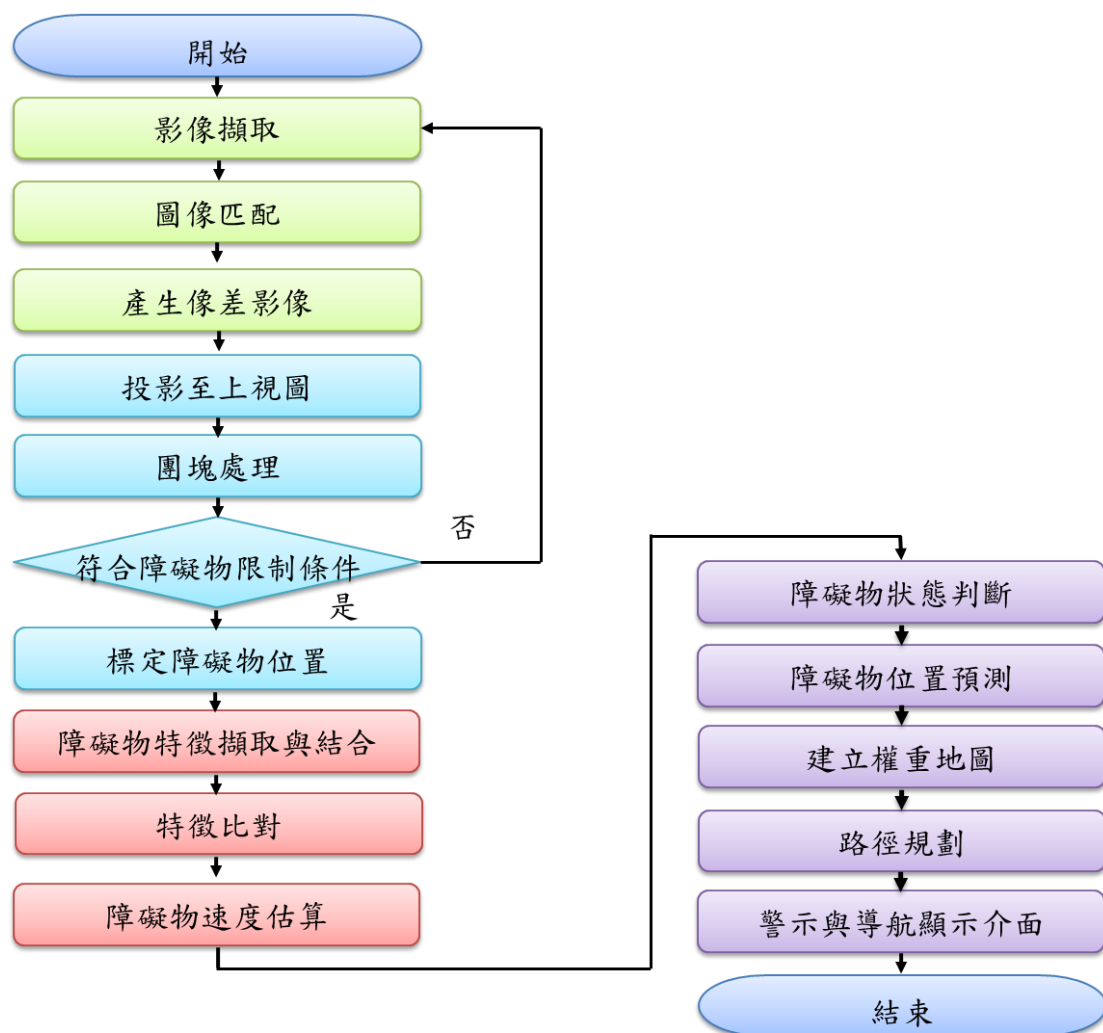 開始
影像擷取
圖像匹配
產生像差影像
投影至上視圖
團塊處理
否
符合障礙物限制條件
是
標定障礙物位置
障礙物特徵擷取與結合
特徵比對
障礙物速度估算
障礙物狀態判斷
障礙物位置預測
建立權重地圖
路徑規劃
警示與導航顯示介面
結束